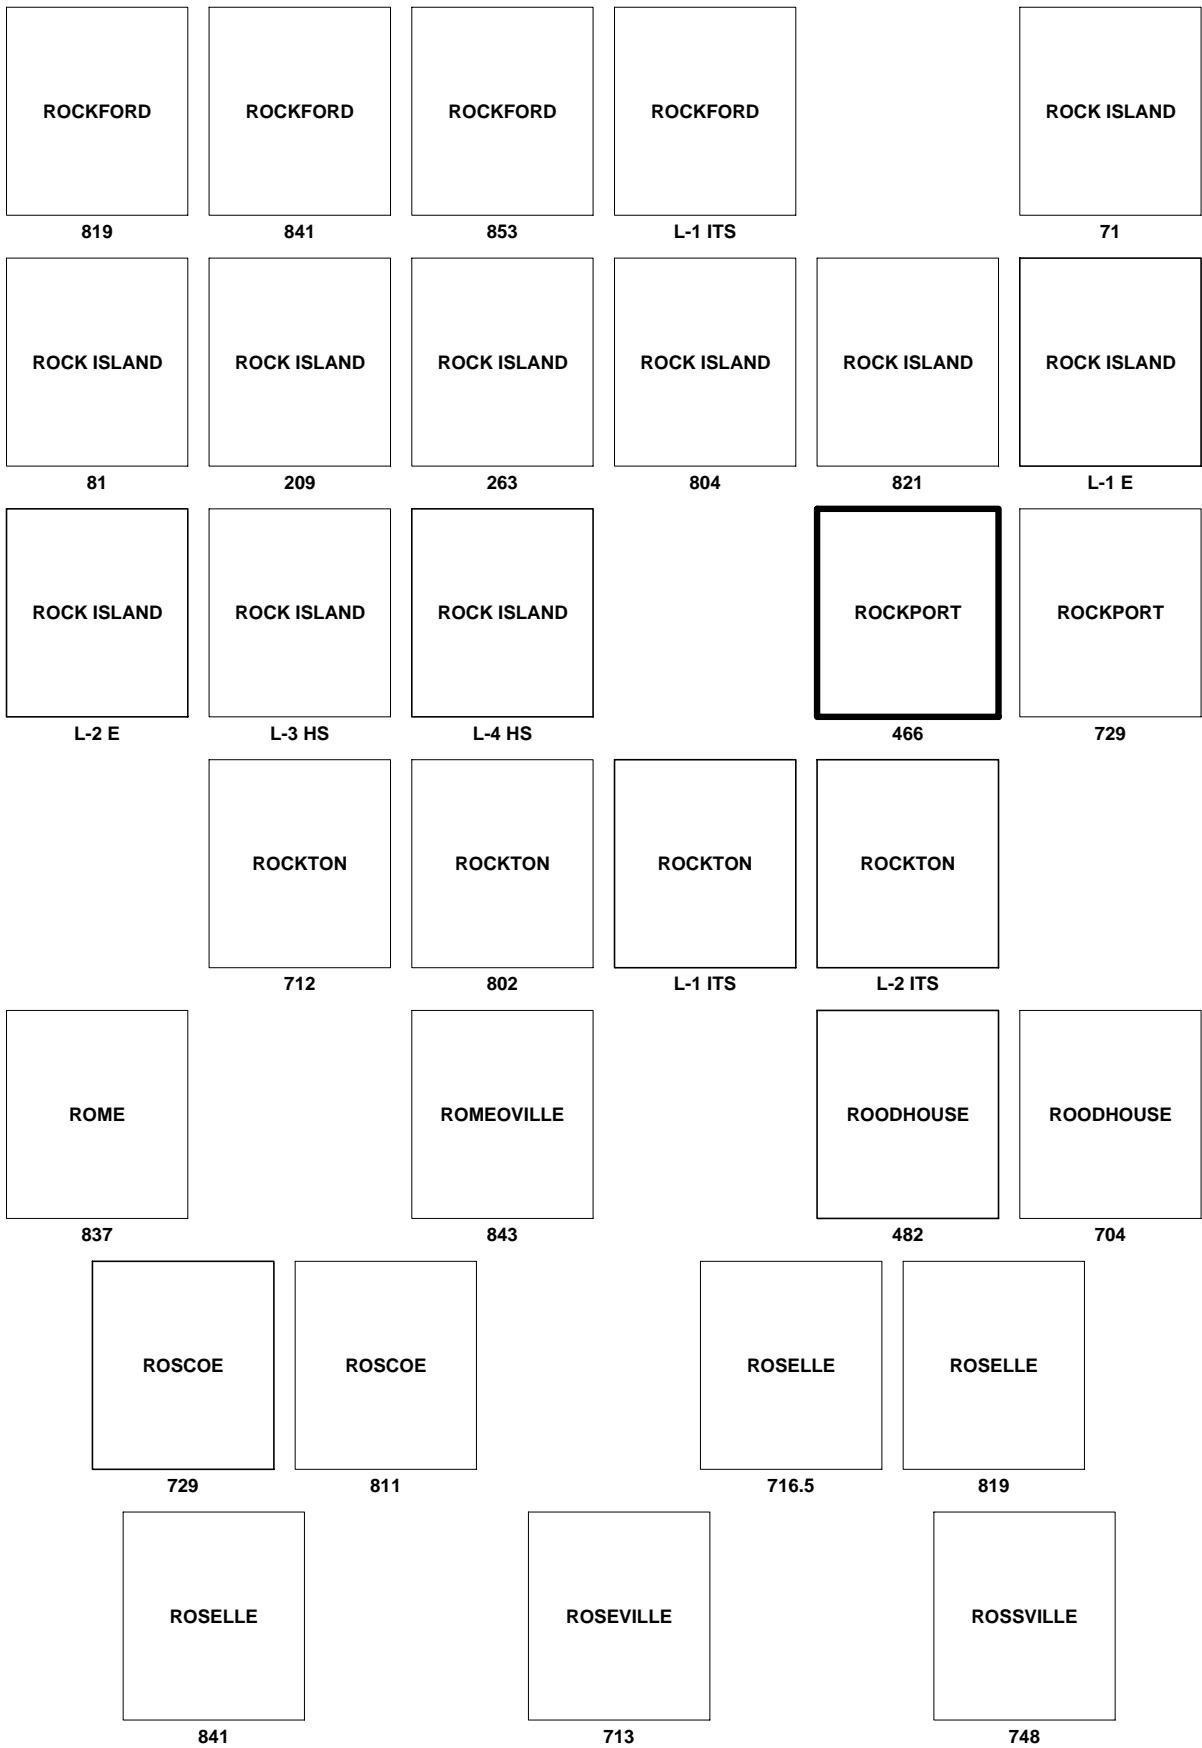 ROCKFORD ROCKFORD ROCKFORD ROCKFORD ROCK ISLAND
819 841 853 L-1 ITS 71
ROCK ISLAND ROCK ISLAND ROCK ISLAND ROCK ISLAND ROCK ISLAND ROCK ISLAND
81 209 263 804 821 L-1 E
ROCK ISLAND ROCK ISLAND ROCK ISLAND ROCKPORT ROCKPORT
L-2 E L-3 HS L-4 HS 466 729
ROCKTON ROCKTON ROCKTON ROCKTON
712 802 L-1 ITS L-2 ITS
ROME ROMEOVILLE ROODHOUSE ROODHOUSE
837 843 482 704
ROSCOE ROSCOE ROSELLE ROSELLE
729 811 716.5 819
ROSELLE ROSEVILLE ROSSVILLE
841 713 748